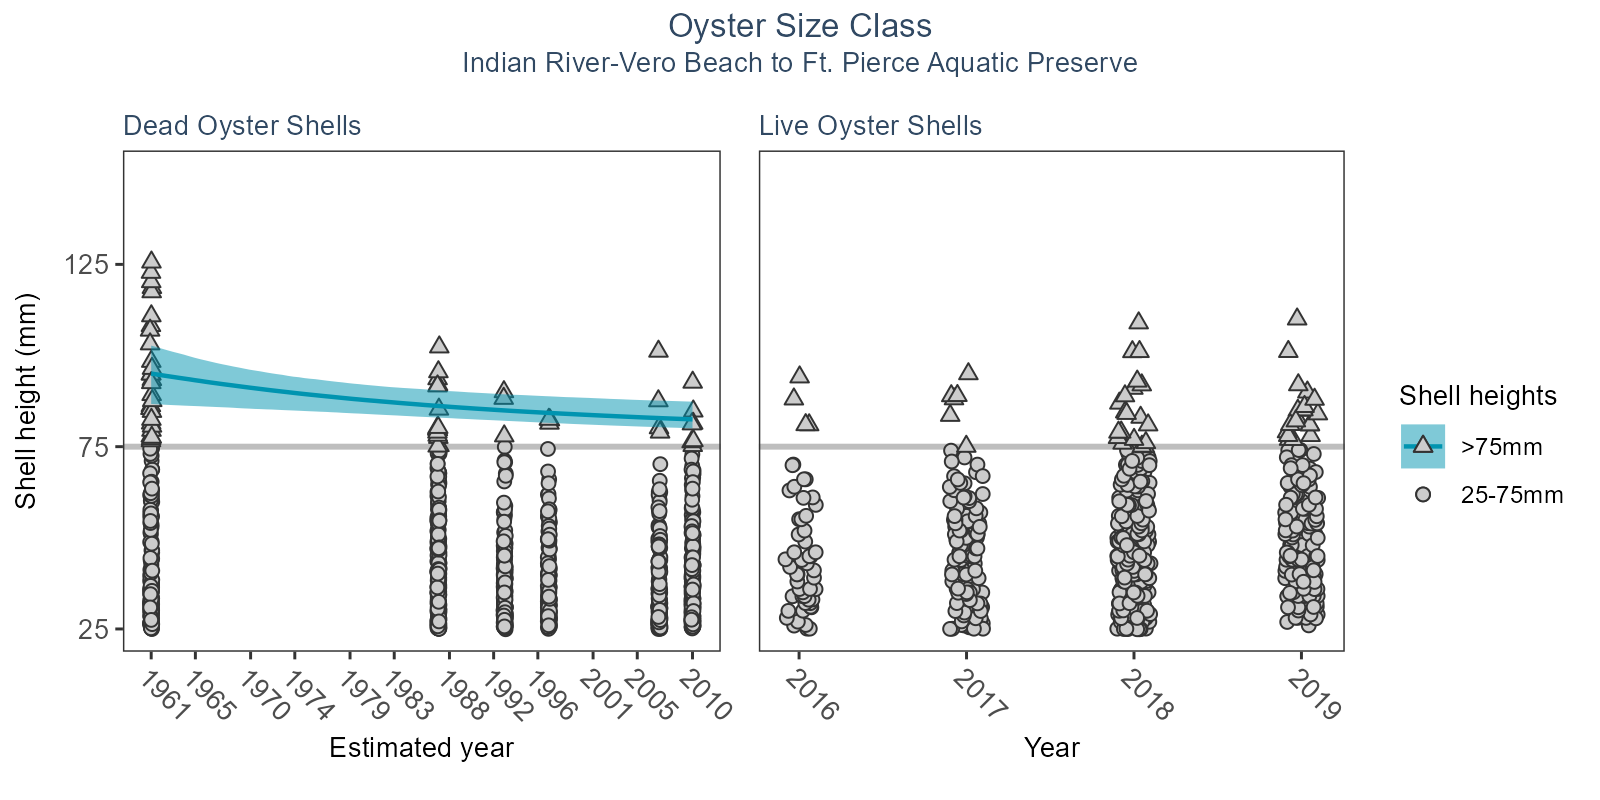 Oyster Size Class
Indian River-Vero Beach to Ft. Pierce Aquatic Preserve
Dead Oyster Shells
Live Oyster Shells
Shell height (mm)
125
75
25
1961
1965
1970
1974
1979
1983
1988
1992
1996
2001
2005
2010
Estimated year
2016
2017
2018
2019
Year
Shell heights
>75mm
25-75mm